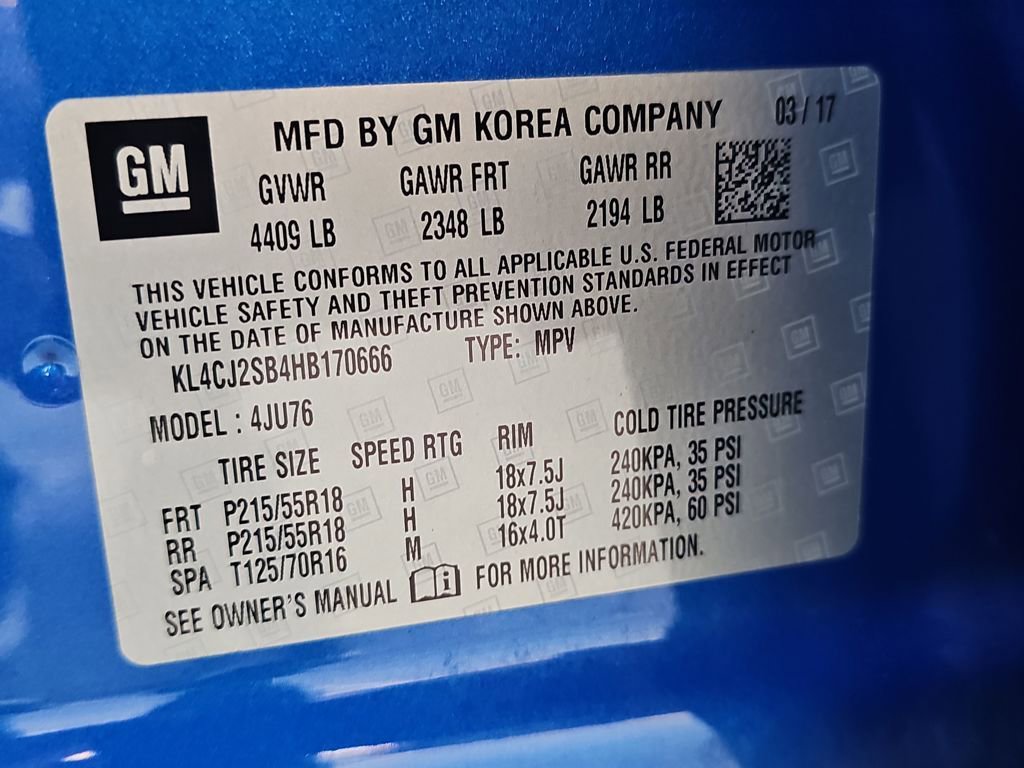 GM
MFD BY GM KOREA COMPANY 03 / 17
GVWR GAWR FRT GAWR RR
4409 LB 2348 LB 2194 LB
THIS VEHICLE CONFORMS TO ALL APPLICABLE U.S. FEDERAL MOTOR
VEHICLE SAFETY AND THEFT PREVENTION STANDARDS IN EFFECT
ON THE DATE OF MANUFACTURE SHOWN ABOVE.
KL4CJ2SB4HB170666 TYPE: MPV
MODEL : 4JU76
TIRE SIZE SPEED RTG RIM COLD TIRE PRESSURE
FRT P215/55R18 H 18x7.5J 240KPA, 35 PSI
RR P215/55R18 H 18x7.5J 240KPA, 35 PSI
SPA T125/70R16 M 16x4.0T 420KPA, 60 PSI
SEE OWNER'S MANUAL FOR MORE INFORMATION.